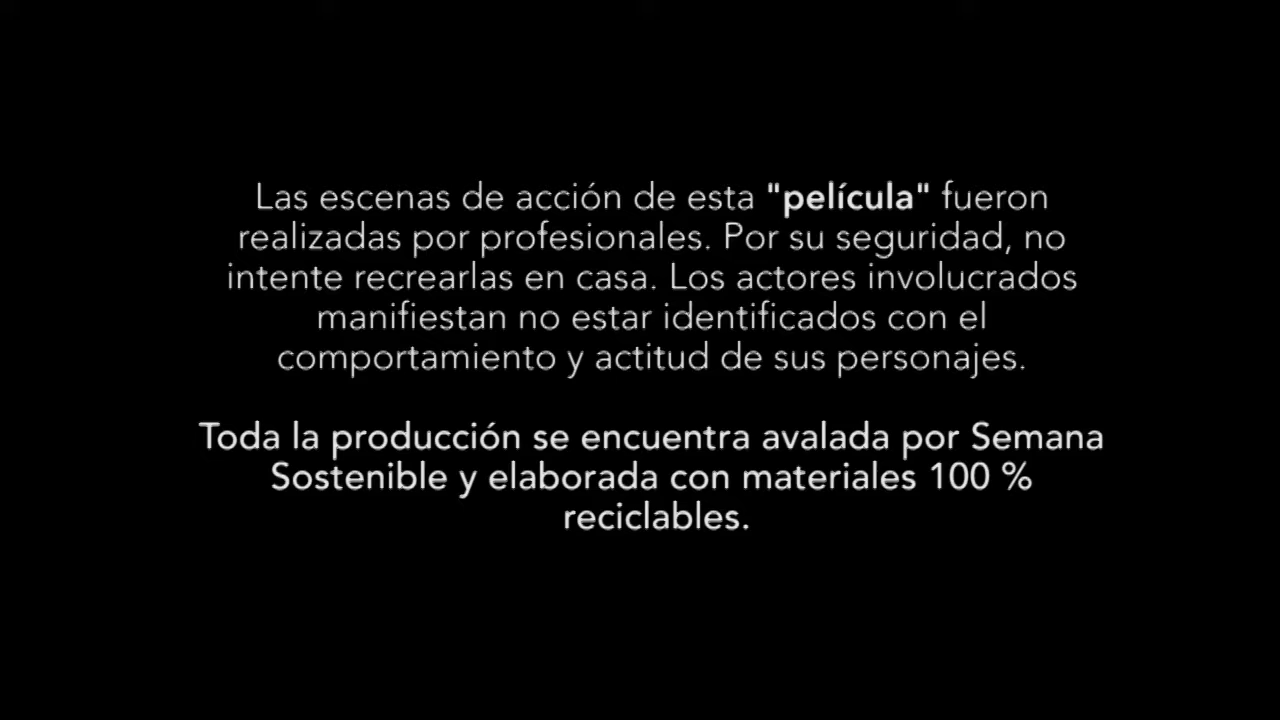 Las escenas de acción de esta "película" fueron
realizadas por profesionales. Por su seguridad, no
intente recrearlas en casa. Los actores involucrados
manifiestan no estar identificados con el
comportamiento y actitud de sus personajes.
Toda la producción se encuentra avalada por Semana
Sostenible y elaborada con materiales 100 %
reciclables.